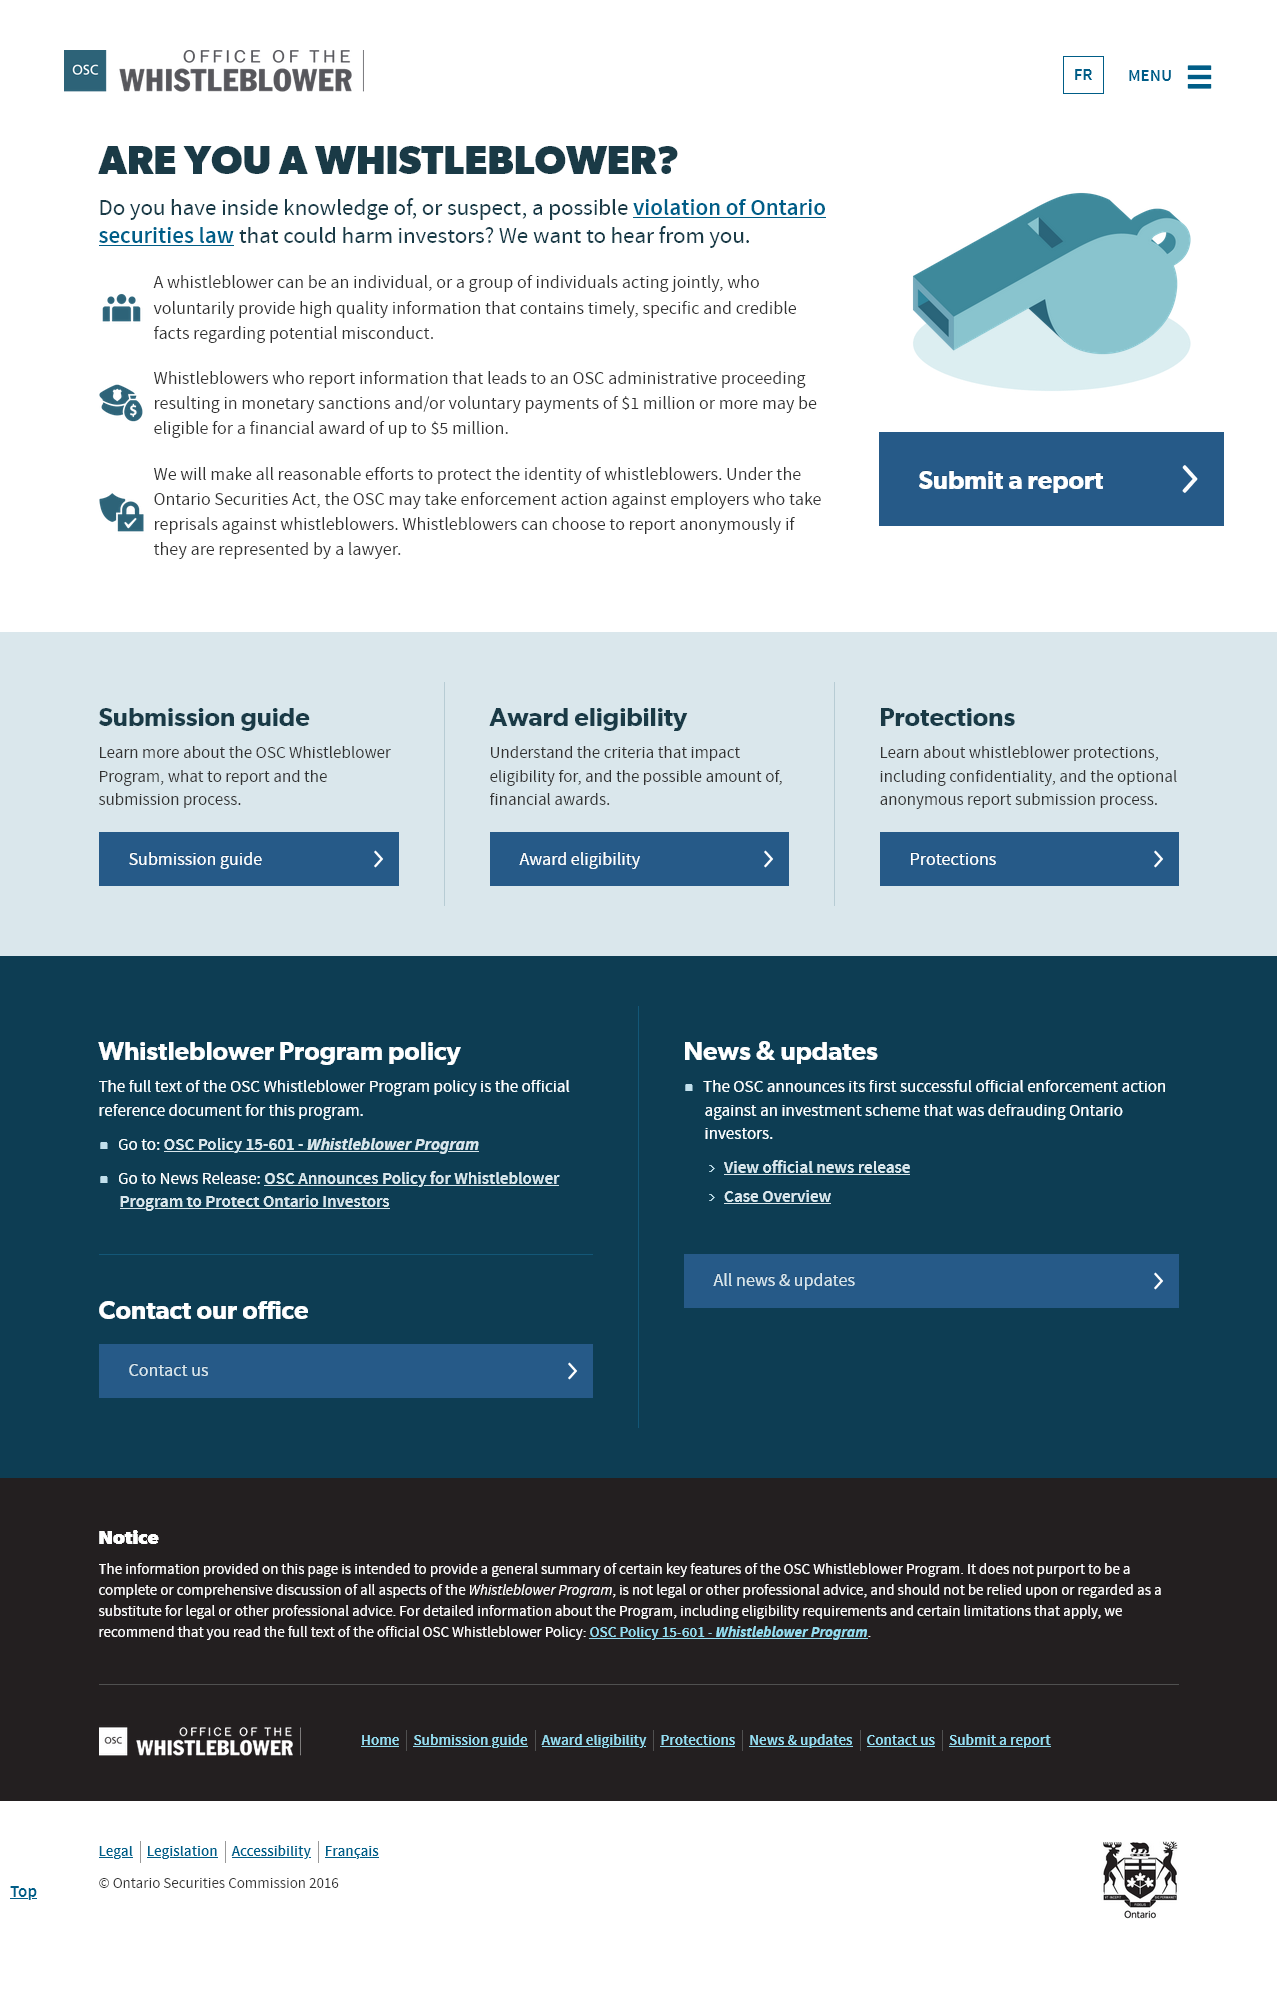 OSC
OFFICE OF THE
WHISTLEBLOWER
FR
MENU
ARE YOU A WHISTLEBLOWER?
Do you have inside knowledge of, or suspect, a possible violation of Ontario
securities law that could harm investors? We want to hear from you.
A whistleblower can be an individual, or a group of individuals acting jointly, who
voluntarily provide high quality information that contains timely, specific and credible
facts regarding potential misconduct.
Whistleblowers who report information that leads to an OSC administrative proceeding
resulting in monetary sanctions and/or voluntary payments of $1 million or more may be
eligible for a financial award of up to $5 million.
We will make all reasonable efforts to protect the identity of whistleblowers. Under the
Ontario Securities Act, the OSC may take enforcement action against employers who take
reprisals against whistleblowers. Whistleblowers can choose to report anonymously if
they are represented by a lawyer.
Submit a report
Submission guide
Learn more about the OSC Whistleblower
Program, what to report and the
submission process.
Submission guide
Award eligibility
Understand the criteria that impact
eligibility for, and the possible amount of,
financial awards.
Award eligibility
Protections
Learn about whistleblower protections,
including confidentiality, and the optional
anonymous report submission process.
Protections
Whistleblower Program policy
The full text of the OSC Whistleblower Program policy is the official
reference document for this program.
Go to: OSC Policy 15-601 - Whistleblower Program
Go to News Release: OSC Announces Policy for Whistleblower
Program to Protect Ontario Investors
Contact our office
Contact us
News & updates
The OSC announces its first successful official enforcement action
against an investment scheme that was defrauding Ontario
investors.
View official news release
Case Overview
All news & updates
Notice
The information provided on this page is intended to provide a general summary of certain key features of the OSC Whistleblower Program. It does not purport to be a
complete or comprehensive discussion of all aspects of the Whistleblower Program, is not legal or other professional advice, and should not be relied upon or regarded as a
substitute for legal or other professional advice. For detailed information about the Program, including eligibility requirements and certain limitations that apply, we
recommend that you read the full text of the official OSC Whistleblower Policy: OSC Policy 15-601 - Whistleblower Program.
OSC
OFFICE OF THE
WHISTLEBLOWER
Home Submission guide Award eligibility Protections News & updates Contact us Submit a report
Legal Legislation Accessibility Français
© Ontario Securities Commission 2016
Top
Ontario